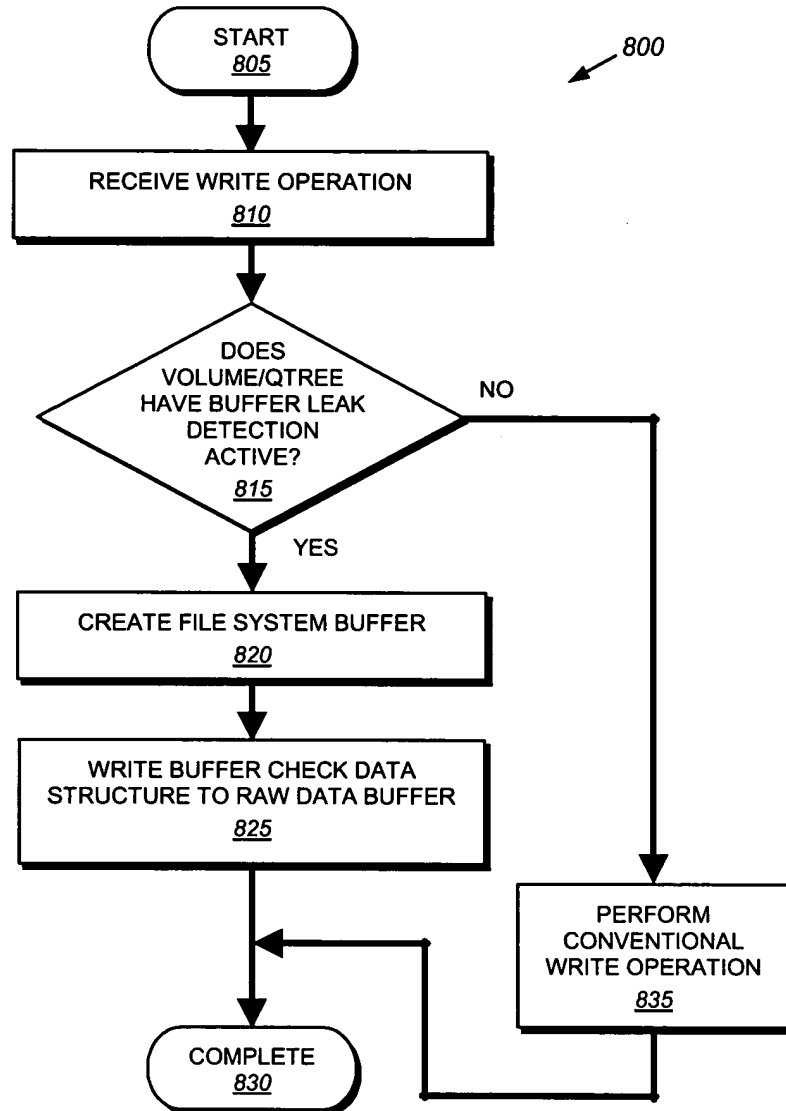 START
805
800
RECEIVE WRITE OPERATION
810
DOES
VOLUME/QTREE
HAVE BUFFER LEAK
DETECTION
ACTIVE?
815
NO
YES
CREATE FILE SYSTEM BUFFER
820
WRITE BUFFER CHECK DATA
STRUCTURE TO RAW DATA BUFFER
825
PERFORM
CONVENTIONAL
WRITE OPERATION
835
COMPLETE
830